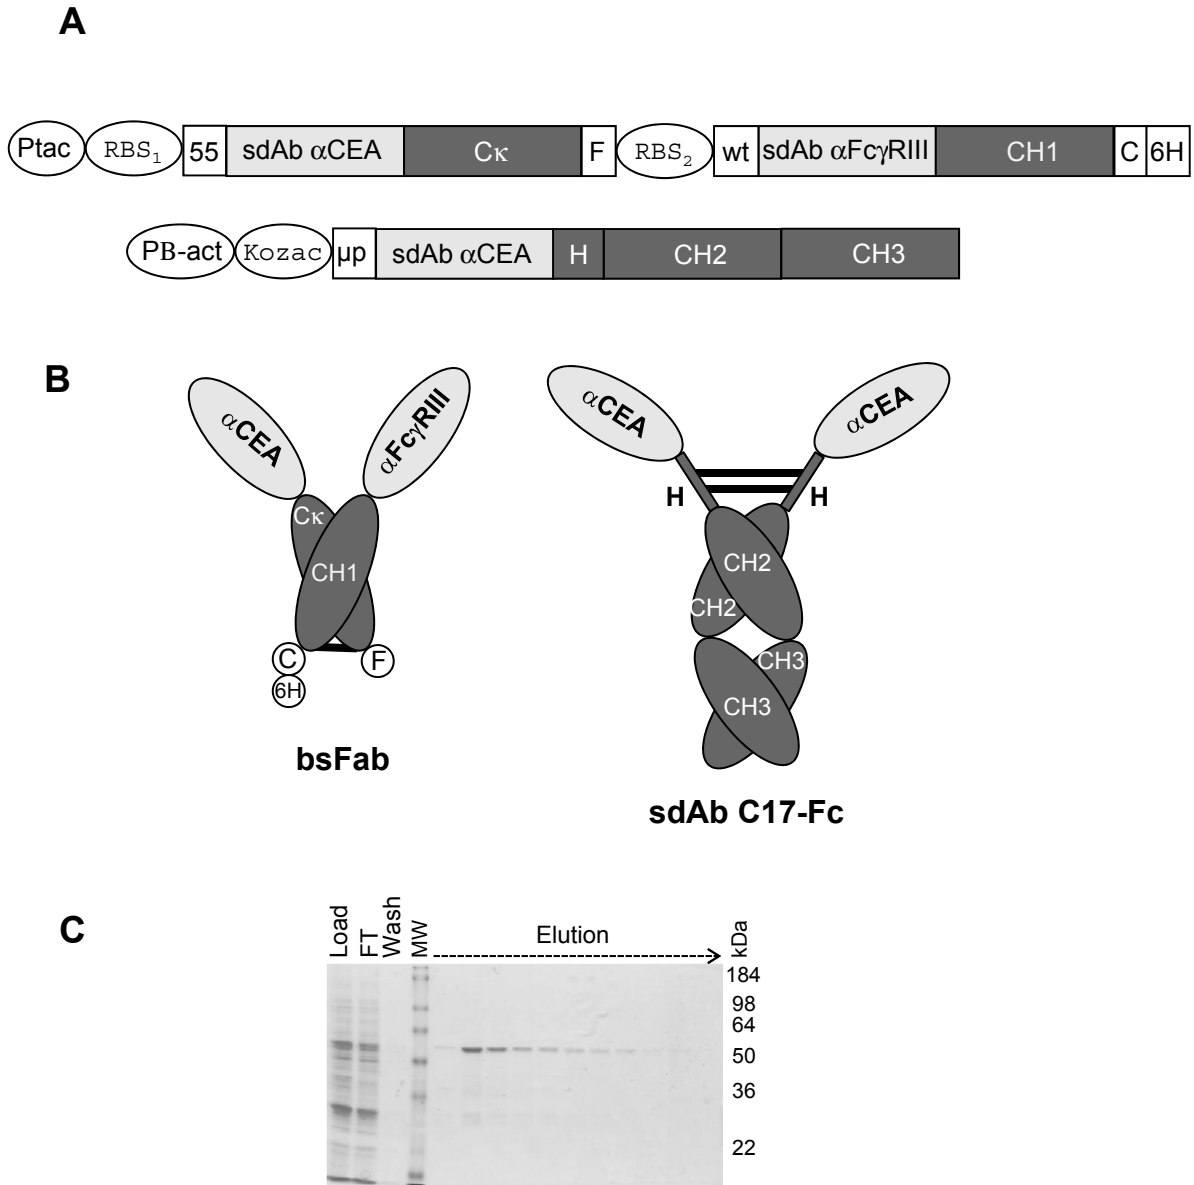 A
Ptac RBS1 55 sdAb αCEA Cκ F RBS2 wt sdAb αFcγRIII CH1 C 6H
PB-act Kozac µp sdAb αCEA H CH2 CH3
B
αCEA αFcγRIII
Cκ
CH1
C F
6H
bsFab
αCEA αCEA
H H
CH2
CH2
CH3
CH3
sdAb C17-Fc
C
Load FT Wash MW Elution kDa
184
98
64
50
36
22